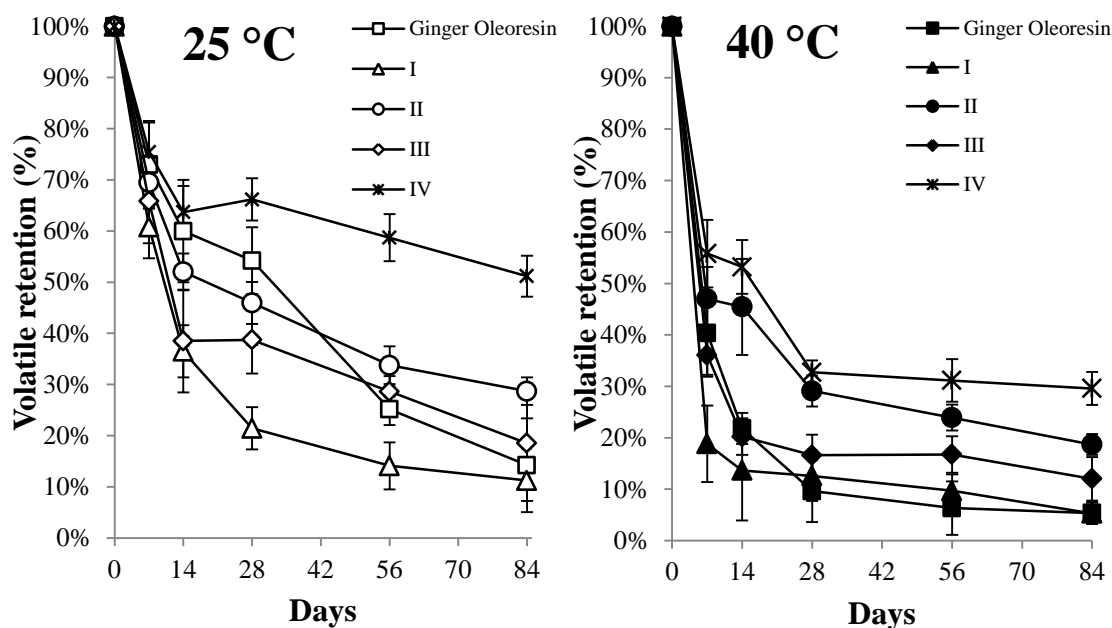 25 °C
Volatile retention (%)
100%
90%
80%
70%
60%
50%
40%
30%
20%
10%
0%
0 14 28 42 56 70 84
Days
Ginger Oleoresin
I
II
III
IV
40 °C
Volatile retention (%)
100%
90%
80%
70%
60%
50%
40%
30%
20%
10%
0%
0 14 28 42 56 70 84
Days
Ginger Oleoresin
I
II
III
IV